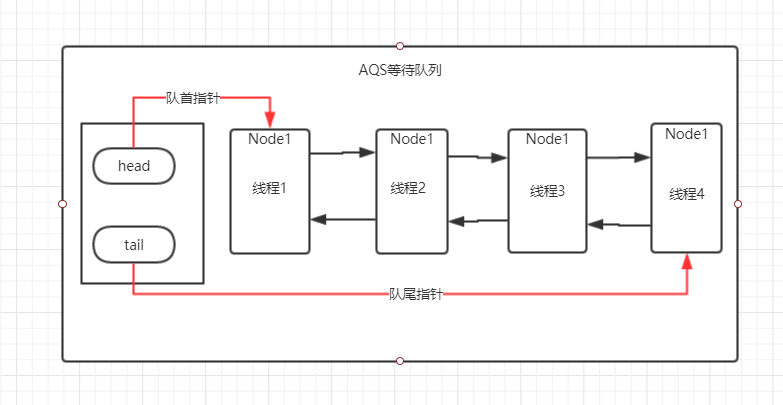 AQS等待队列
队首指针
head
tail
Node1
线程1
Node1
线程2
Node1
线程3
Node1
线程4
队尾指针